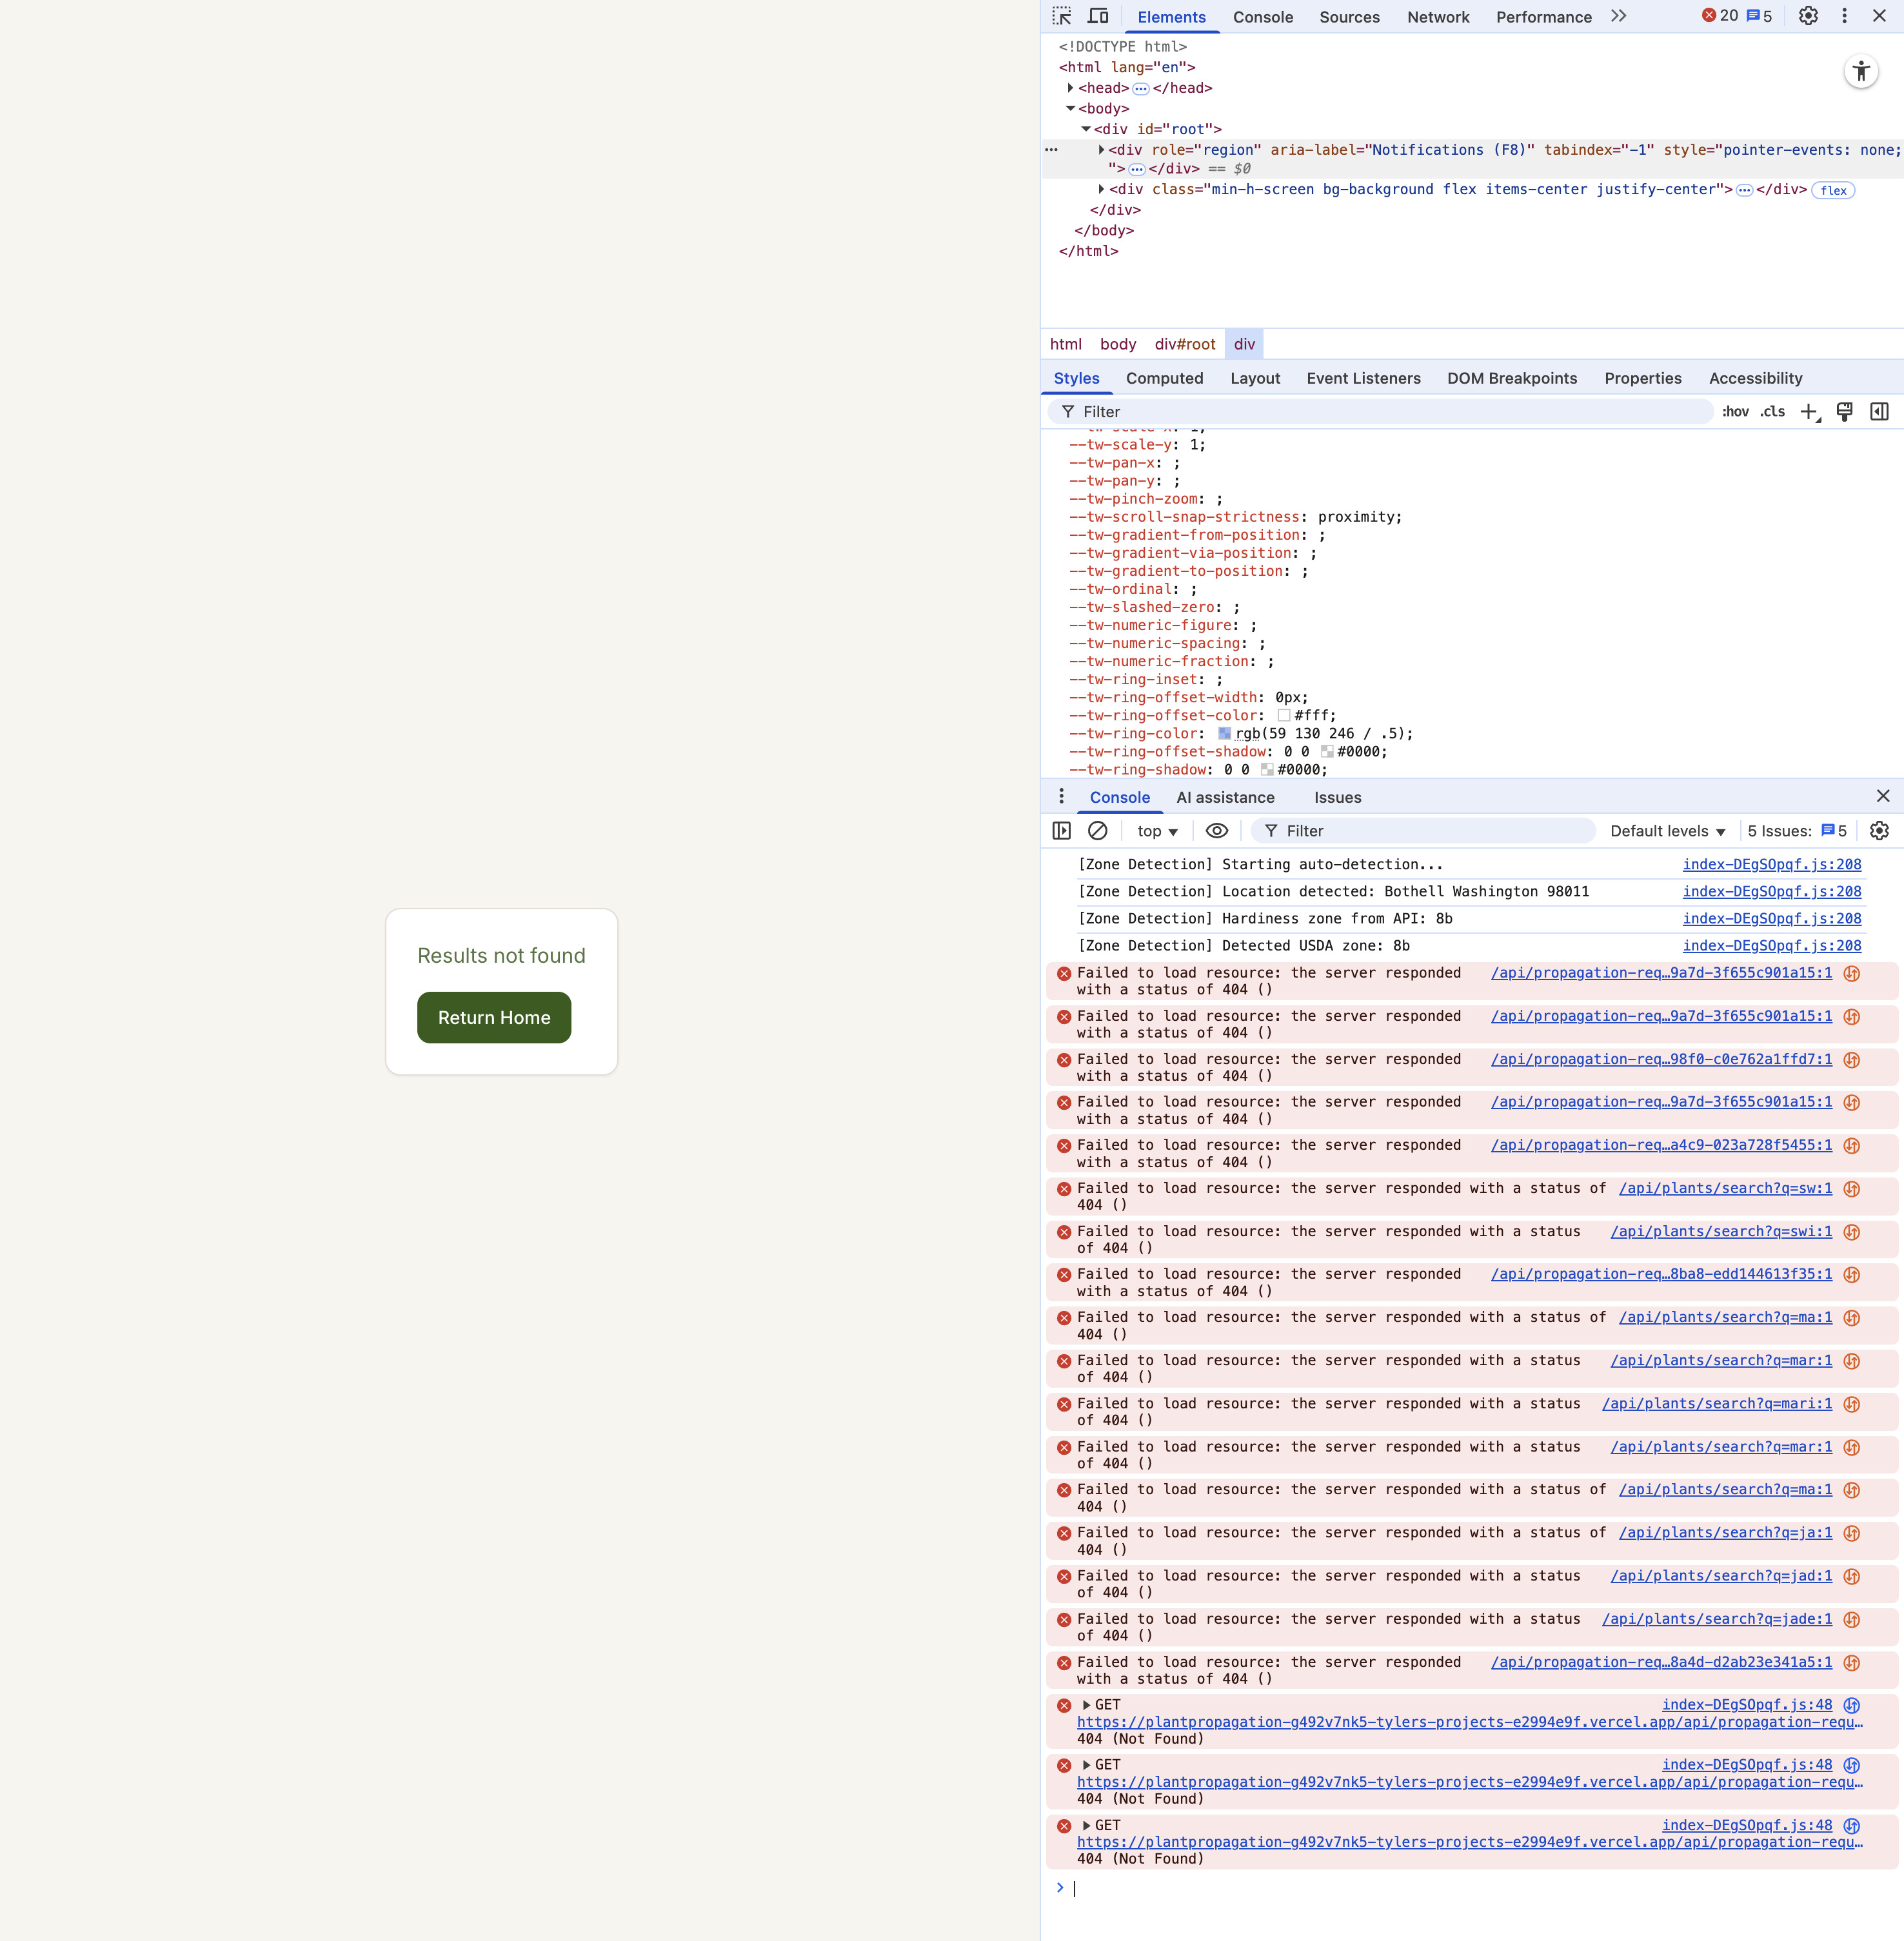 Results not found
Return Home
Elements Console Sources Network Performance 20 5
<!DOCTYPE html>
<html lang="en">
<head> ··· </head>
<body>
<div id="root">
··· <div role="region" aria-label="Notifications (F8)" tabindex="-1" style="pointer-events: none;
"> ··· </div> == $0
<div class="min-h-screen bg-background flex items-center justify-center"> ··· </div> flex
</div>
</body>
</html>
html body div#root div
Styles Computed Layout Event Listeners DOM Breakpoints Properties Accessibility
Filter :hov .cls
--tw-scale-x: 1;
--tw-scale-y: 1;
--tw-pan-x: ;
--tw-pan-y: ;
--tw-pinch-zoom: ;
--tw-scroll-snap-strictness: proximity;
--tw-gradient-from-position: ;
--tw-gradient-via-position: ;
--tw-gradient-to-position: ;
--tw-ordinal: ;
--tw-slashed-zero: ;
--tw-numeric-figure: ;
--tw-numeric-spacing: ;
--tw-numeric-fraction: ;
--tw-ring-inset: ;
--tw-ring-offset-width: 0px;
--tw-ring-offset-color: #fff;
--tw-ring-color: rgb(59 130 246 / .5);
--tw-ring-offset-shadow: 0 0 #0000;
--tw-ring-shadow: 0 0 #0000;
Console AI assistance Issues
top Filter Default levels 5 Issues: 5
[Zone Detection] Starting auto-detection... index-DEgSOpqf.js:208
[Zone Detection] Location detected: Bothell Washington 98011 index-DEgSOpqf.js:208
[Zone Detection] Hardiness zone from API: 8b index-DEgSOpqf.js:208
[Zone Detection] Detected USDA zone: 8b index-DEgSOpqf.js:208
Failed to load resource: the server responded /api/propagation-req…9a7d-3f655c901a15:1
with a status of 404 ()
Failed to load resource: the server responded /api/propagation-req…9a7d-3f655c901a15:1
with a status of 404 ()
Failed to load resource: the server responded /api/propagation-req…98f0-c0e762a1ffd7:1
with a status of 404 ()
Failed to load resource: the server responded /api/propagation-req…9a7d-3f655c901a15:1
with a status of 404 ()
Failed to load resource: the server responded /api/propagation-req…a4c9-023a728f5455:1
with a status of 404 ()
Failed to load resource: the server responded with a status of /api/plants/search?q=sw:1
404 ()
Failed to load resource: the server responded with a status /api/plants/search?q=swi:1
of 404 ()
Failed to load resource: the server responded /api/propagation-req…8ba8-edd144613f35:1
with a status of 404 ()
Failed to load resource: the server responded with a status of /api/plants/search?q=ma:1
404 ()
Failed to load resource: the server responded with a status /api/plants/search?q=mar:1
of 404 ()
Failed to load resource: the server responded with a status /api/plants/search?q=mari:1
of 404 ()
Failed to load resource: the server responded with a status /api/plants/search?q=mar:1
of 404 ()
Failed to load resource: the server responded with a status of /api/plants/search?q=ma:1
404 ()
Failed to load resource: the server responded with a status of /api/plants/search?q=ja:1
404 ()
Failed to load resource: the server responded with a status /api/plants/search?q=jad:1
of 404 ()
Failed to load resource: the server responded with a status /api/plants/search?q=jade:1
of 404 ()
Failed to load resource: the server responded /api/propagation-req…8a4d-d2ab23e341a5:1
with a status of 404 ()
GET index-DEgSOpqf.js:48
https://plantpropagation-g492v7nk5-tylers-projects-e2994e9f.vercel.app/api/propagation-requ…
404 (Not Found)
GET index-DEgSOpqf.js:48
https://plantpropagation-g492v7nk5-tylers-projects-e2994e9f.vercel.app/api/propagation-requ…
404 (Not Found)
GET index-DEgSOpqf.js:48
https://plantpropagation-g492v7nk5-tylers-projects-e2994e9f.vercel.app/api/propagation-requ…
404 (Not Found)